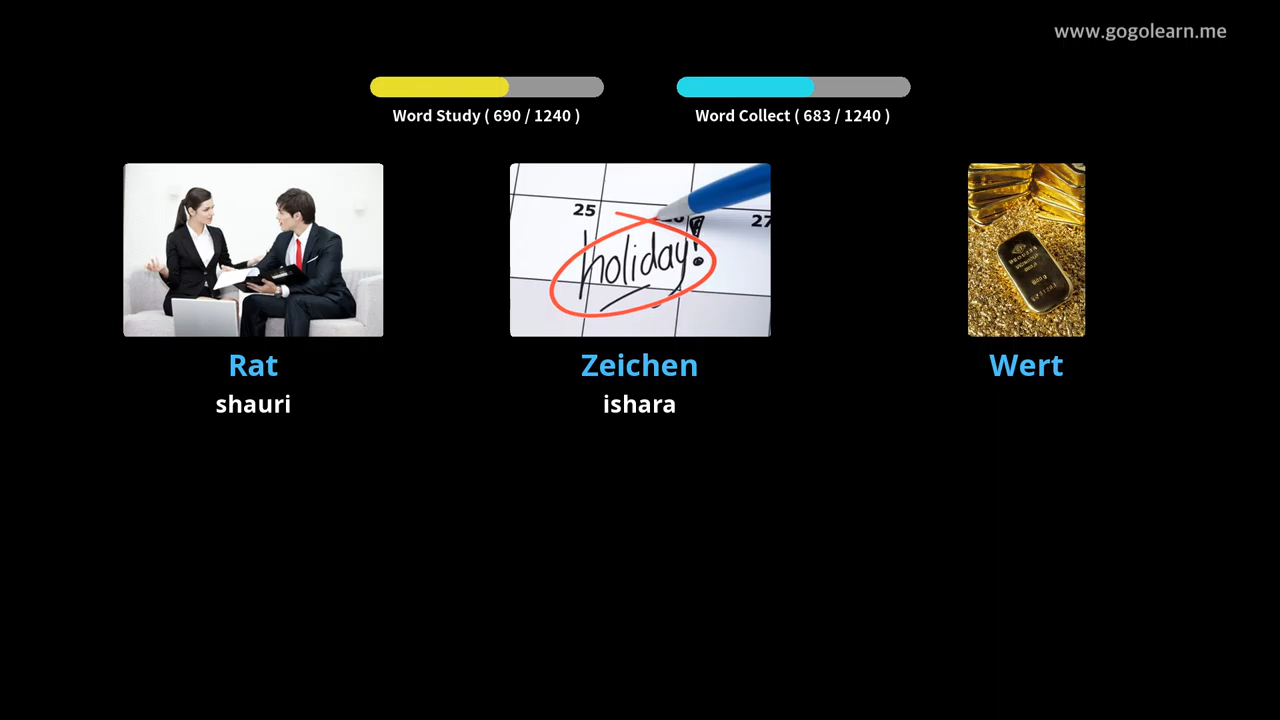 www.gogolearn.me
Word Study ( 690 / 1240 )
Word Collect ( 683 / 1240 )
25
27
holiday!
Rat
Zeichen
Wert
shauri
ishara